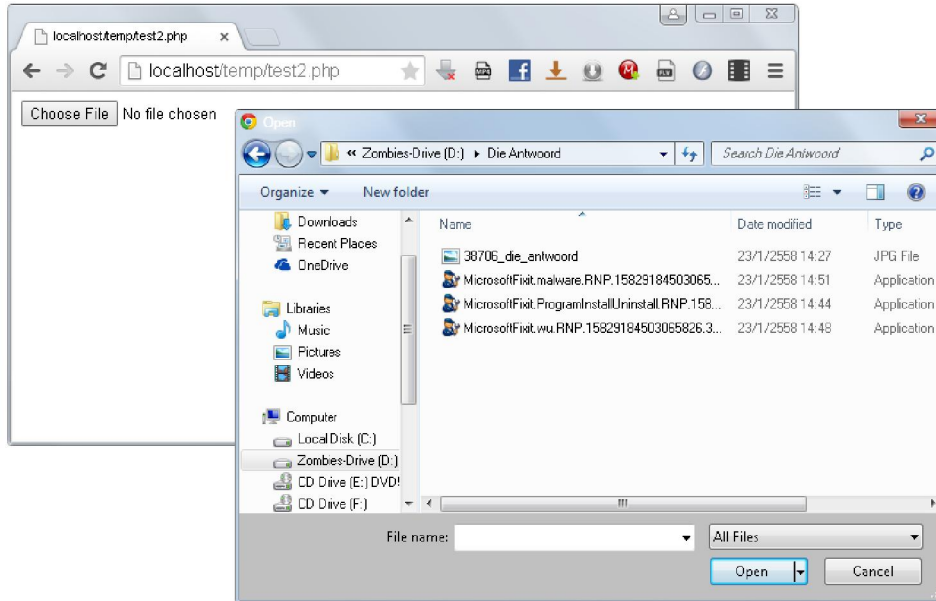 localhost/temp/test2.php
localhost/temp/test2.php
Choose File No file chosen
Open
« Zombies-Drive (D:) Die Antwoord
Search Die Antwoord
Organize New folder
Name Date modified Type
Downloads
Recent Places
OneDrive
Libraries
Music
Pictures
Videos
Computer
Local Disk (C:)
Zombies-Drive (D:)
CD Drive (E:) DVD!
CD Drive (F:)
38706_die_antwoord 23/1/2558 14:27 JPG File
MicrosoftFixit.malware.RNP.15829184503065... 23/1/2558 14:51 Application
MicrosoftFixit.ProgramInstallUninstall.RNP.158... 23/1/2558 14:44 Application
MicrosoftFixit.wu.RNP.15829184503065826.3... 23/1/2558 14:48 Application
File name: All Files
Open Cancel